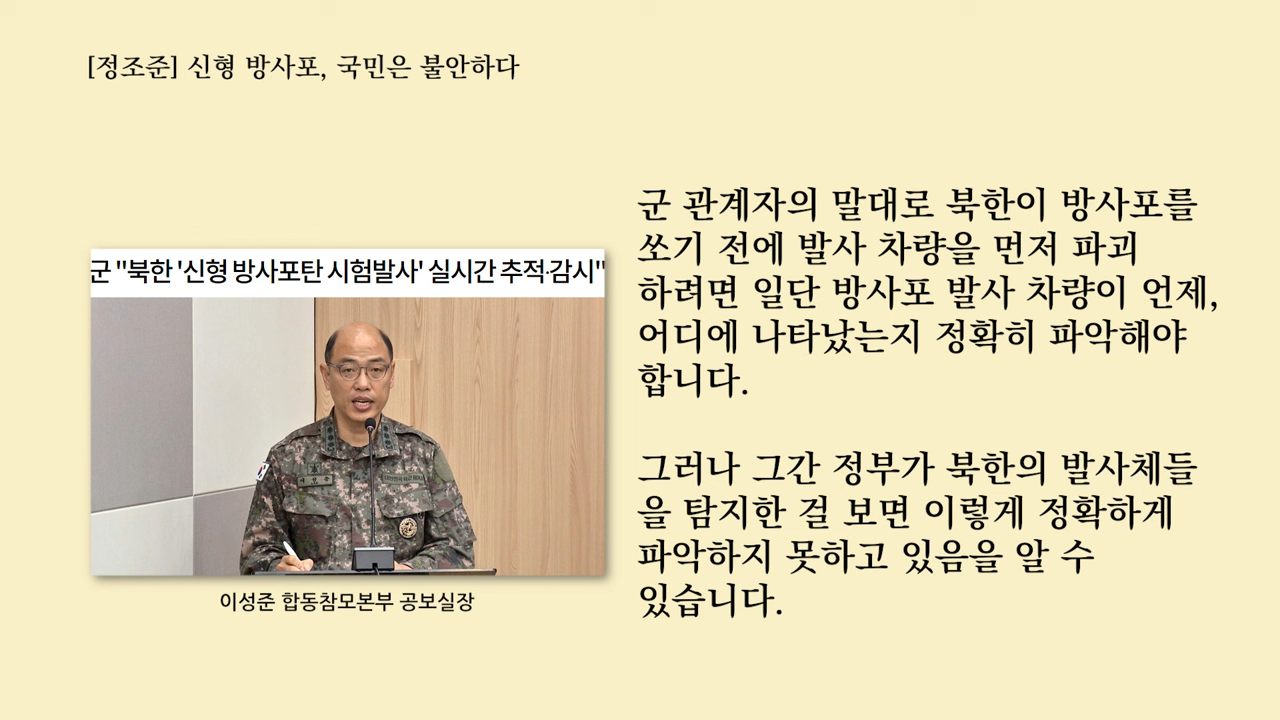 [정조준] 신형 방사포, 국민은 불안하다
군 "북한 '신형 방사포탄 시험발사' 실시간 추적·감시"
이성준 합동참모본부 공보실장
군 관계자의 말대로 북한이 방사포를
쏘기 전에 발사 차량을 먼저 파괴
하려면 일단 방사포 발사 차량이 언제,
어디에 나타났는지 정확히 파악해야
합니다.
그러나 그간 정부가 북한의 발사체들
을 탐지한 걸 보면 이렇게 정확하게
파악하지 못하고 있음을 알 수
있습니다.